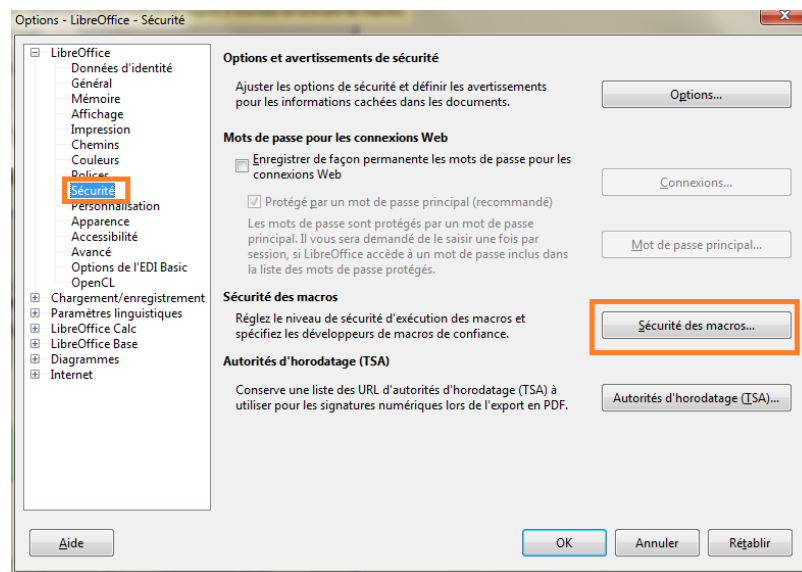 Options - LibreOffice - Sécurité
LibreOffice
Données d'identité
Général
Mémoire
Affichage
Impression
Chemins
Couleurs
Polices
Sécurité
Personnalisation
Apparence
Accessibilité
Avancé
Options de l'EDI Basic
OpenCL
Chargement/enregistrement
Paramètres linguistiques
LibreOffice Calc
LibreOffice Base
Diagrammes
Internet
Options et avertissements de sécurité
Ajuster les options de sécurité et définir les avertissements
pour les informations cachées dans les documents.
Options...
Mots de passe pour les connexions Web
Enregistrer de façon permanente les mots de passe pour les
connexions Web
Connexions...
Protégé par un mot de passe principal (recommandé)
Les mots de passe sont protégés par un mot de passe
principal. Il vous sera demandé de le saisir une fois par
session, si LibreOffice accède à un mot de passe inclus dans
la liste des mots de passe protégés.
Mot de passe principal...
Sécurité des macros
Réglez le niveau de sécurité d'exécution des macros et
spécifiez les développeurs de macros de confiance.
Sécurité des macros...
Autorités d'horodatage (TSA)
Conserve une liste des URL d'autorités d'horodatage (TSA) à
utiliser pour les signatures numériques lors de l'export en PDF.
Autorités d'horodatage (TSA)...
Aide
OK
Annuler
Rétablir